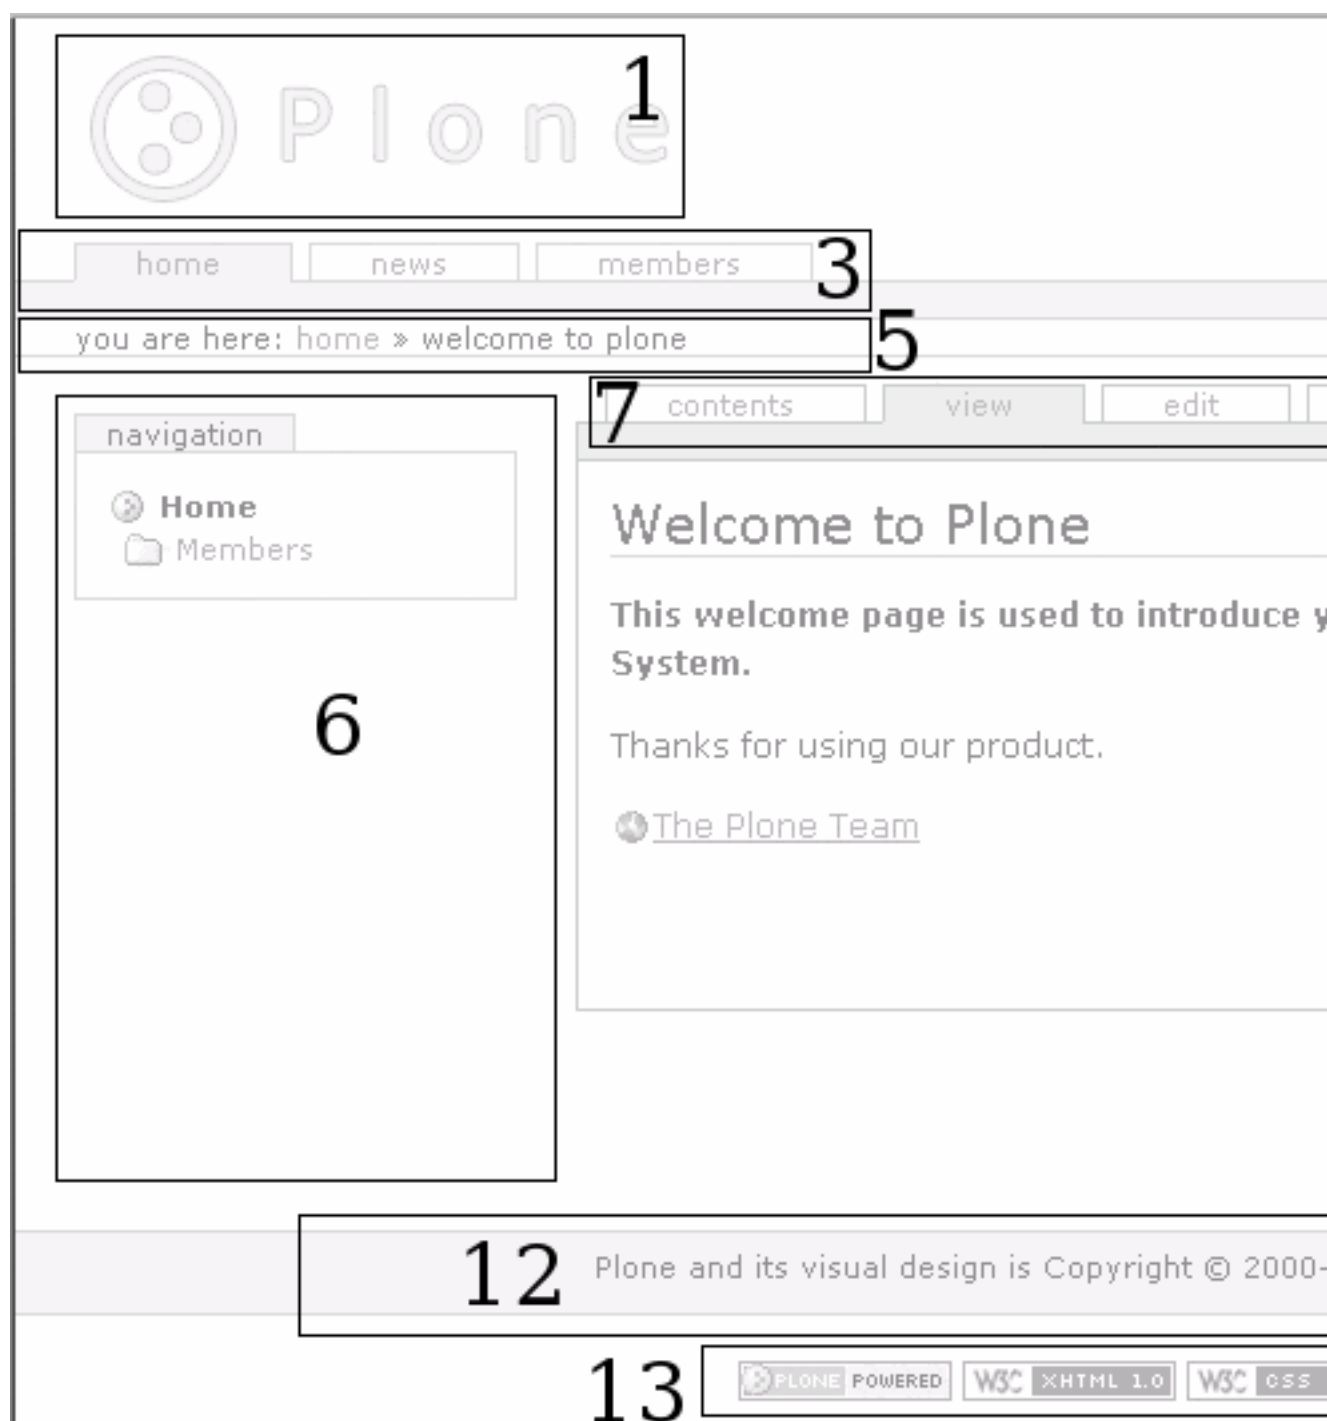 Plone 1
home news members 3
you are here: home » welcome to plone 5
7 contents view edit
navigation
Home
Members
Welcome to Plone
This welcome page is used to introduce
System.
Thanks for using our product.
The Plone Team
6
12 Plone and its visual design is Copyright © 2000-
13 PLONE POWERED W3C XHTML 1.0 W3C CSS